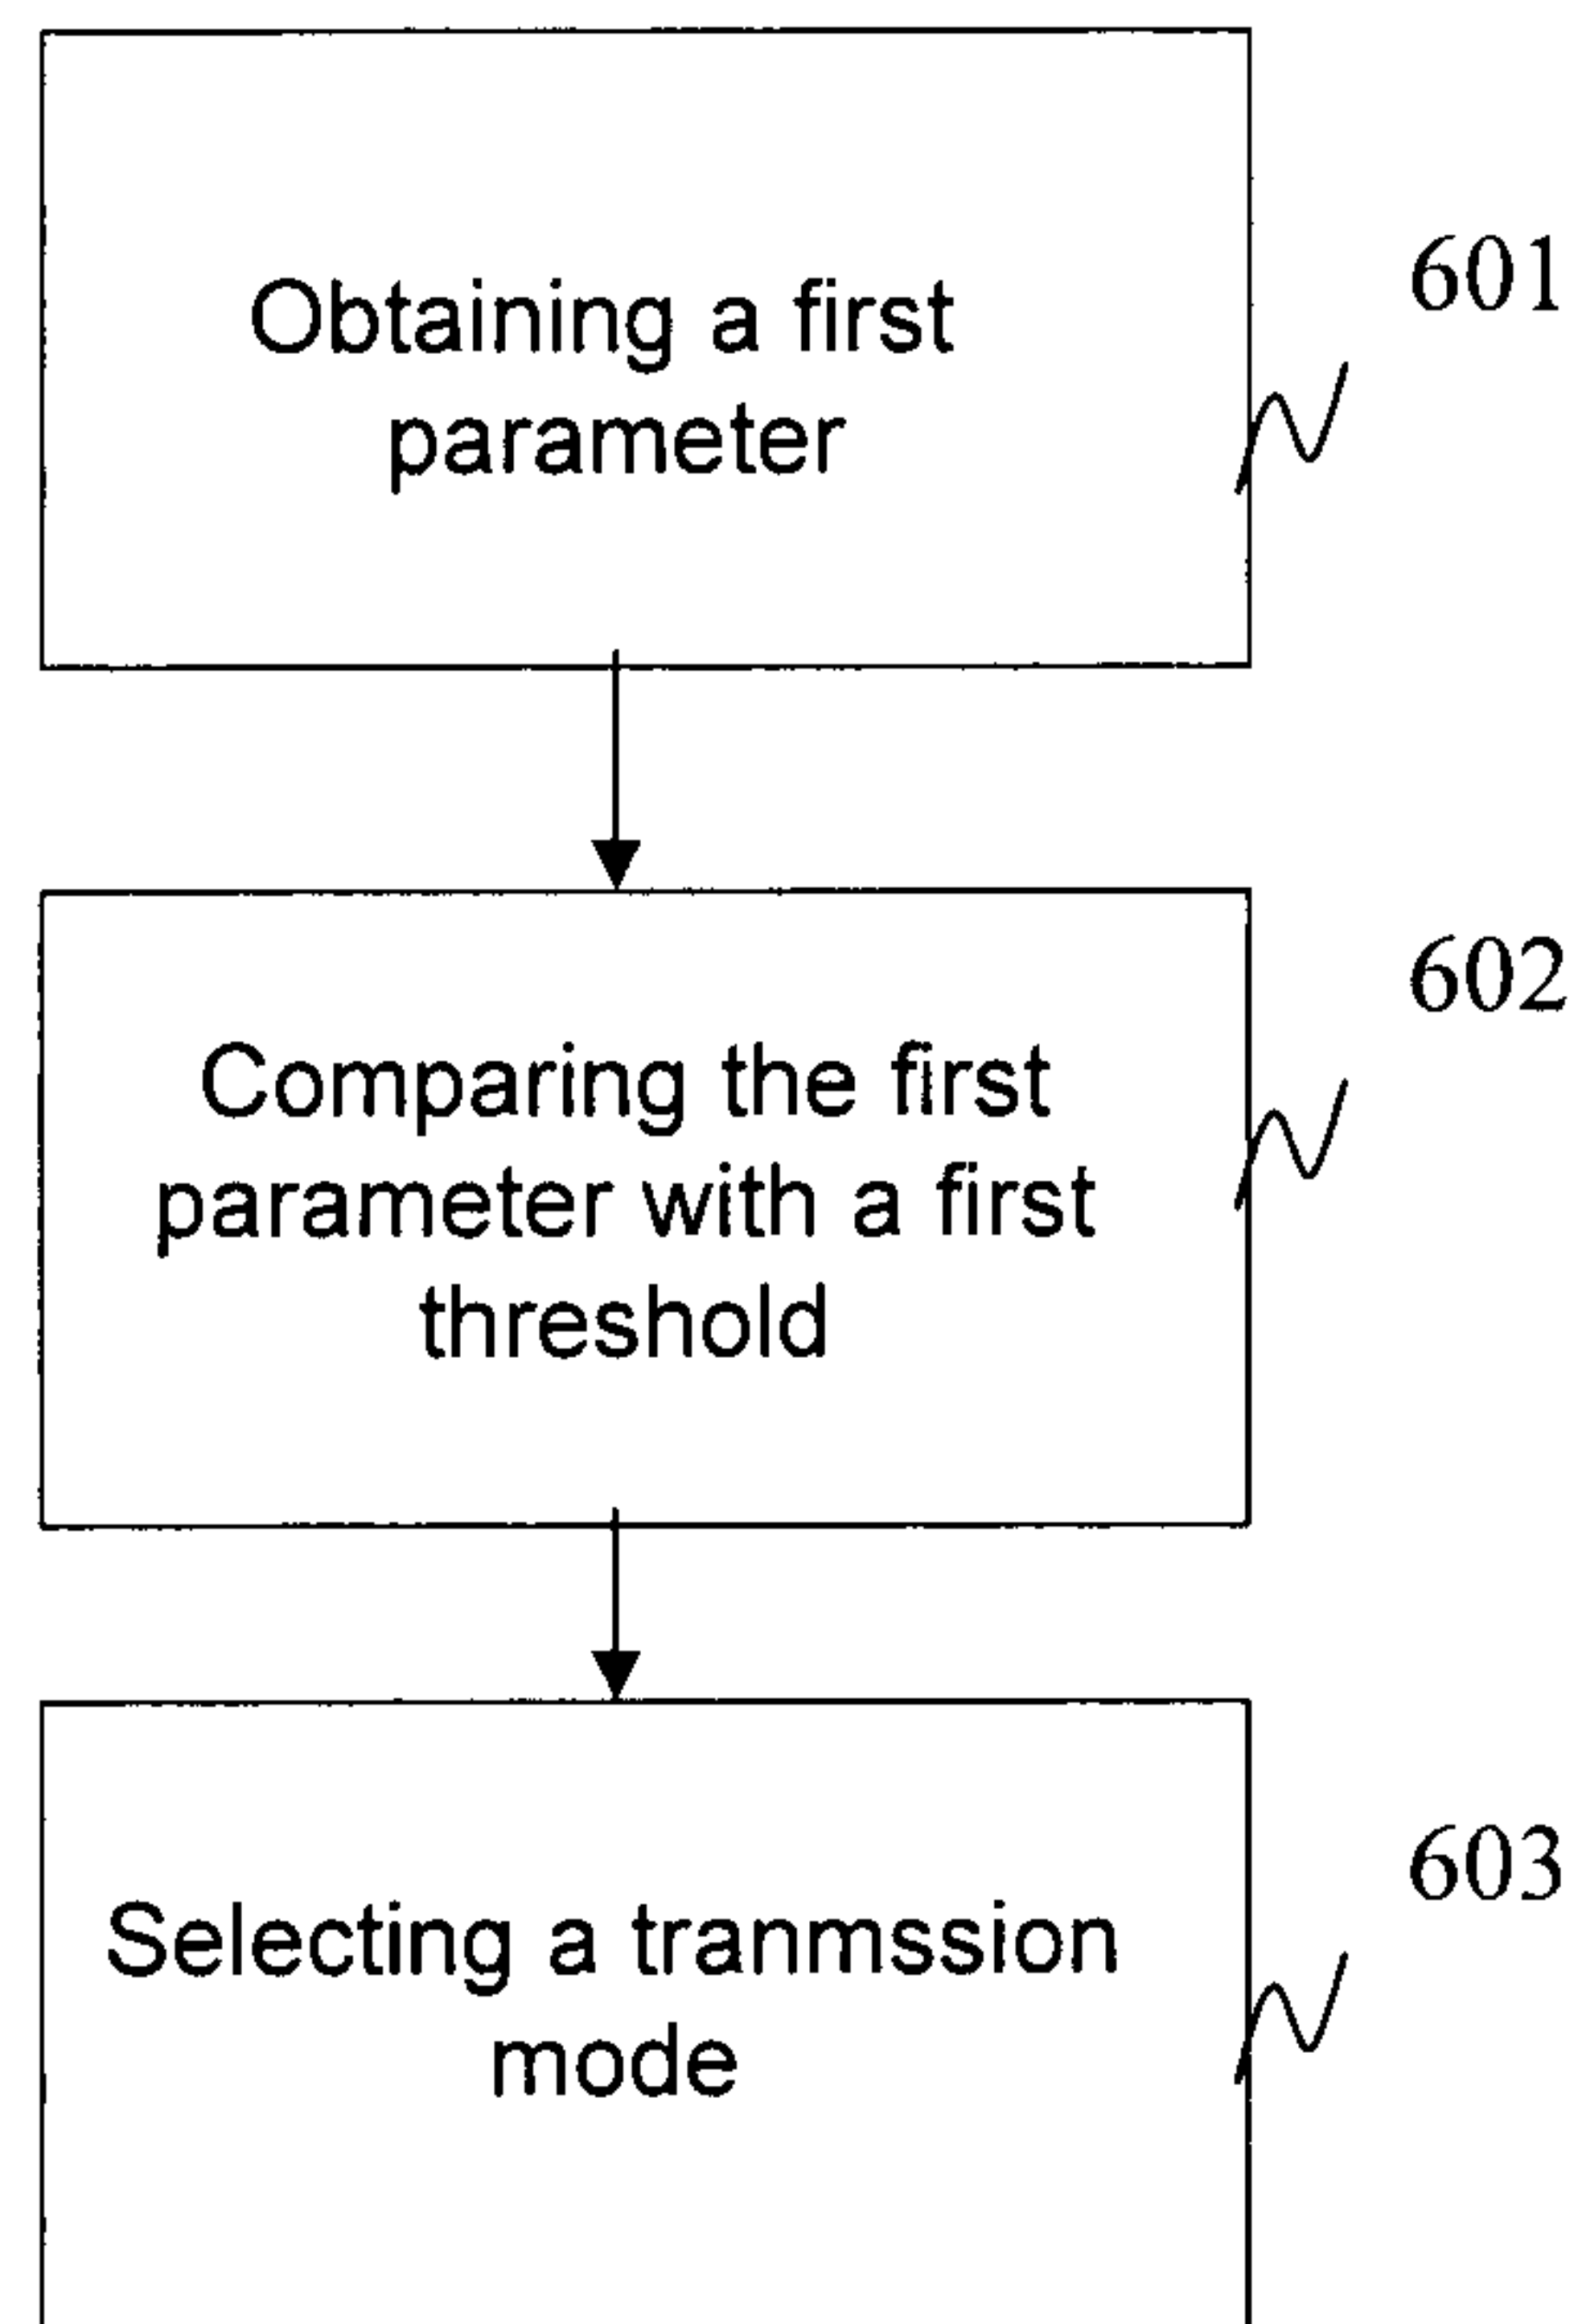 Obtaining a first
parameter
601
Comparing the first
parameter with a first
threshold
602
Selecting a tranmssion
mode
603